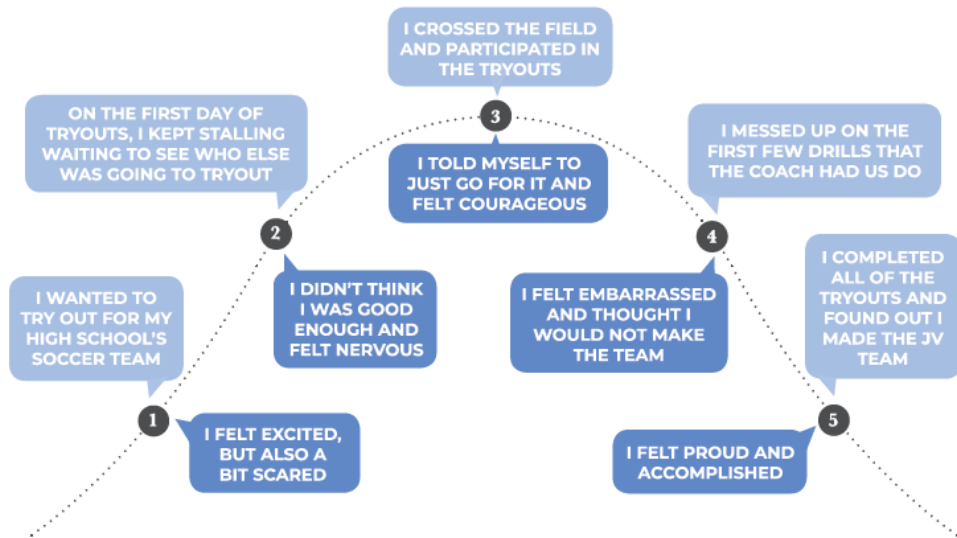 I WANTED TO
TRY OUT FOR MY
HIGH SCHOOL'S
SOCCER TEAM
1
I FELT EXCITED,
BUT ALSO A
BIT SCARED
ON THE FIRST DAY OF
TRYOUTS, I KEPT STALLING
WAITING TO SEE WHO ELSE
WAS GOING TO TRYOUT
2
I DIDN'T THINK
I WAS GOOD
ENOUGH AND
FELT NERVOUS
I CROSSED THE FIELD
AND PARTICIPATED IN
THE TRYOUTS
3
I TOLD MYSELF TO
JUST GO FOR IT AND
FELT COURAGEOUS
I MESSED UP ON THE
FIRST FEW DRILLS THAT
THE COACH HAD US DO
4
I FELT EMBARRASSED
AND THOUGHT I
WOULD NOT MAKE
THE TEAM
I COMPLETED
ALL OF THE
TRYOUTS AND
FOUND OUT I
MADE THE JV
TEAM
5
I FELT PROUD AND
ACCOMPLISHED